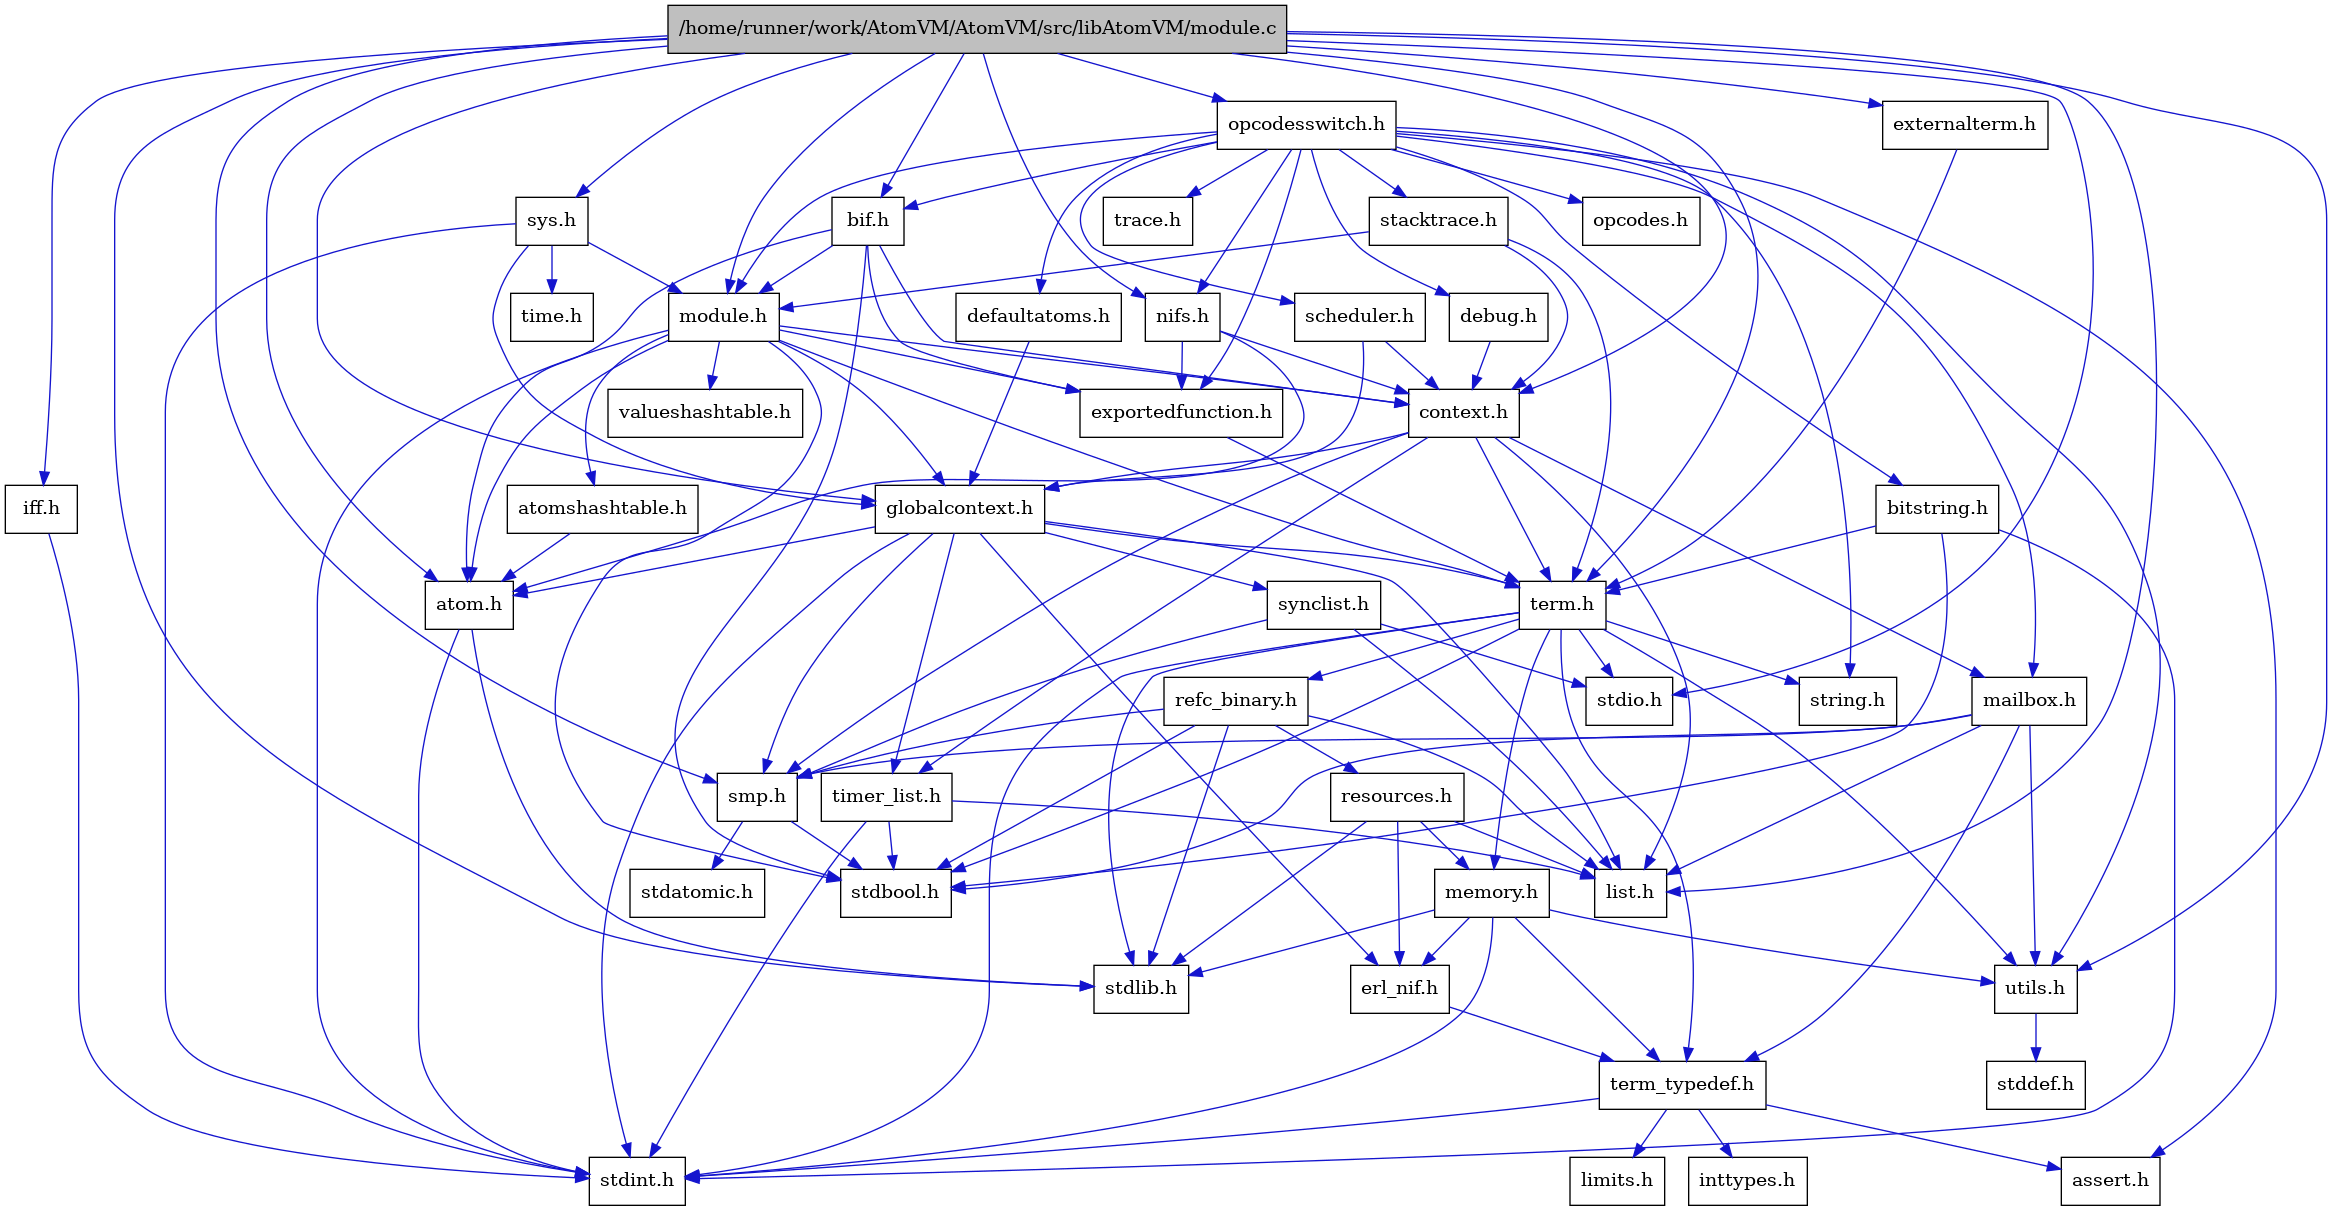 /home/runner/work/AtomVM/AtomVM/src/libAtomVM/module.c
opcodesswitch.h
externalterm.h
sys.h
bif.h
trace.h
stacktrace.h
opcodes.h
time.h
module.h
defaultatoms.h
nifs.h
scheduler.h
debug.h
valueshashtable.h
exportedfunction.h
context.h
iff.h
atomshashtable.h
globalcontext.h
bitstring.h
atom.h
synclist.h
term.h
refc_binary.h
stdio.h
string.h
mailbox.h
smp.h
timer_list.h
resources.h
stdatomic.h
stdbool.h
memory.h
list.h
stdlib.h
erl_nif.h
utils.h
term_typedef.h
stddef.h
stdint.h
limits.h
inttypes.h
assert.h